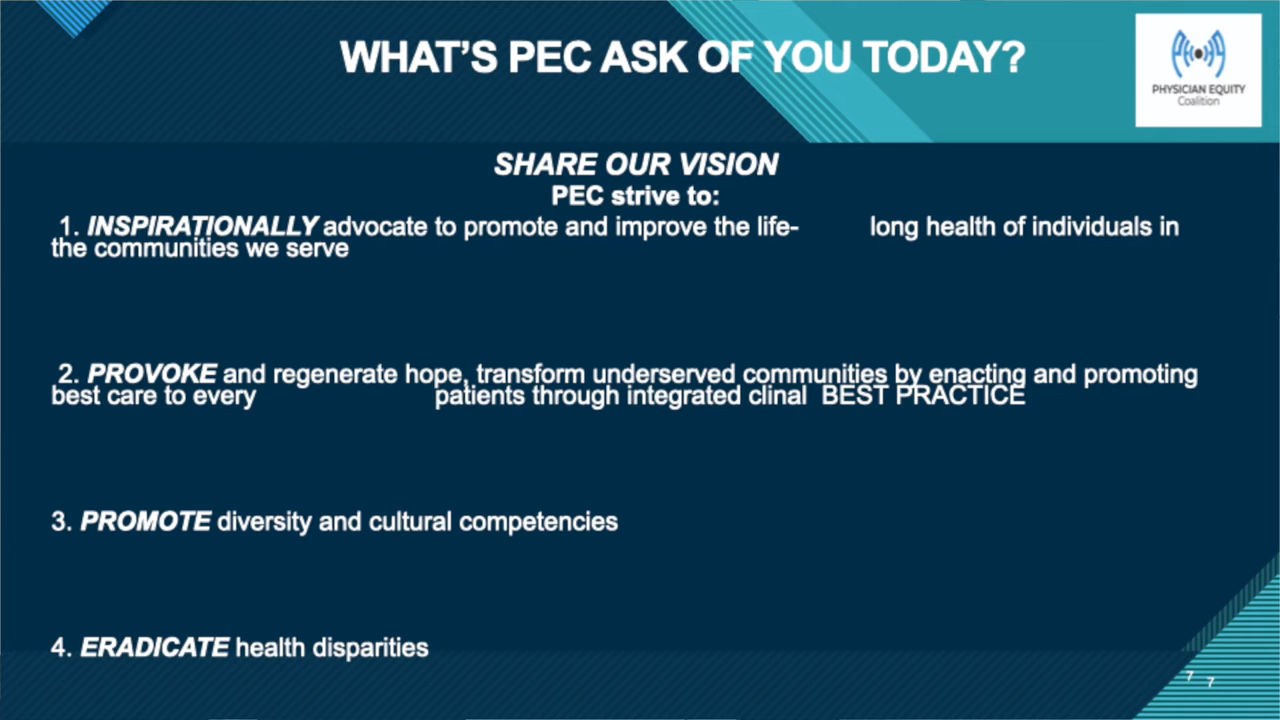 WHAT'S PEC ASK OF YOU TODAY?
PHYSICIAN EQUITY
Coalition
SHARE OUR VISION
PEC strive to:
1. INSPIRATIONALLY advocate to promote and improve the life- long health of individuals in
the communities we serve
2. PROVOKE and regenerate hope, transform underserved communities by enacting and promoting
best care to every patients through integrated clinal BEST PRACTICE
3. PROMOTE diversity and cultural competencies
4. ERADICATE health disparities
7 7